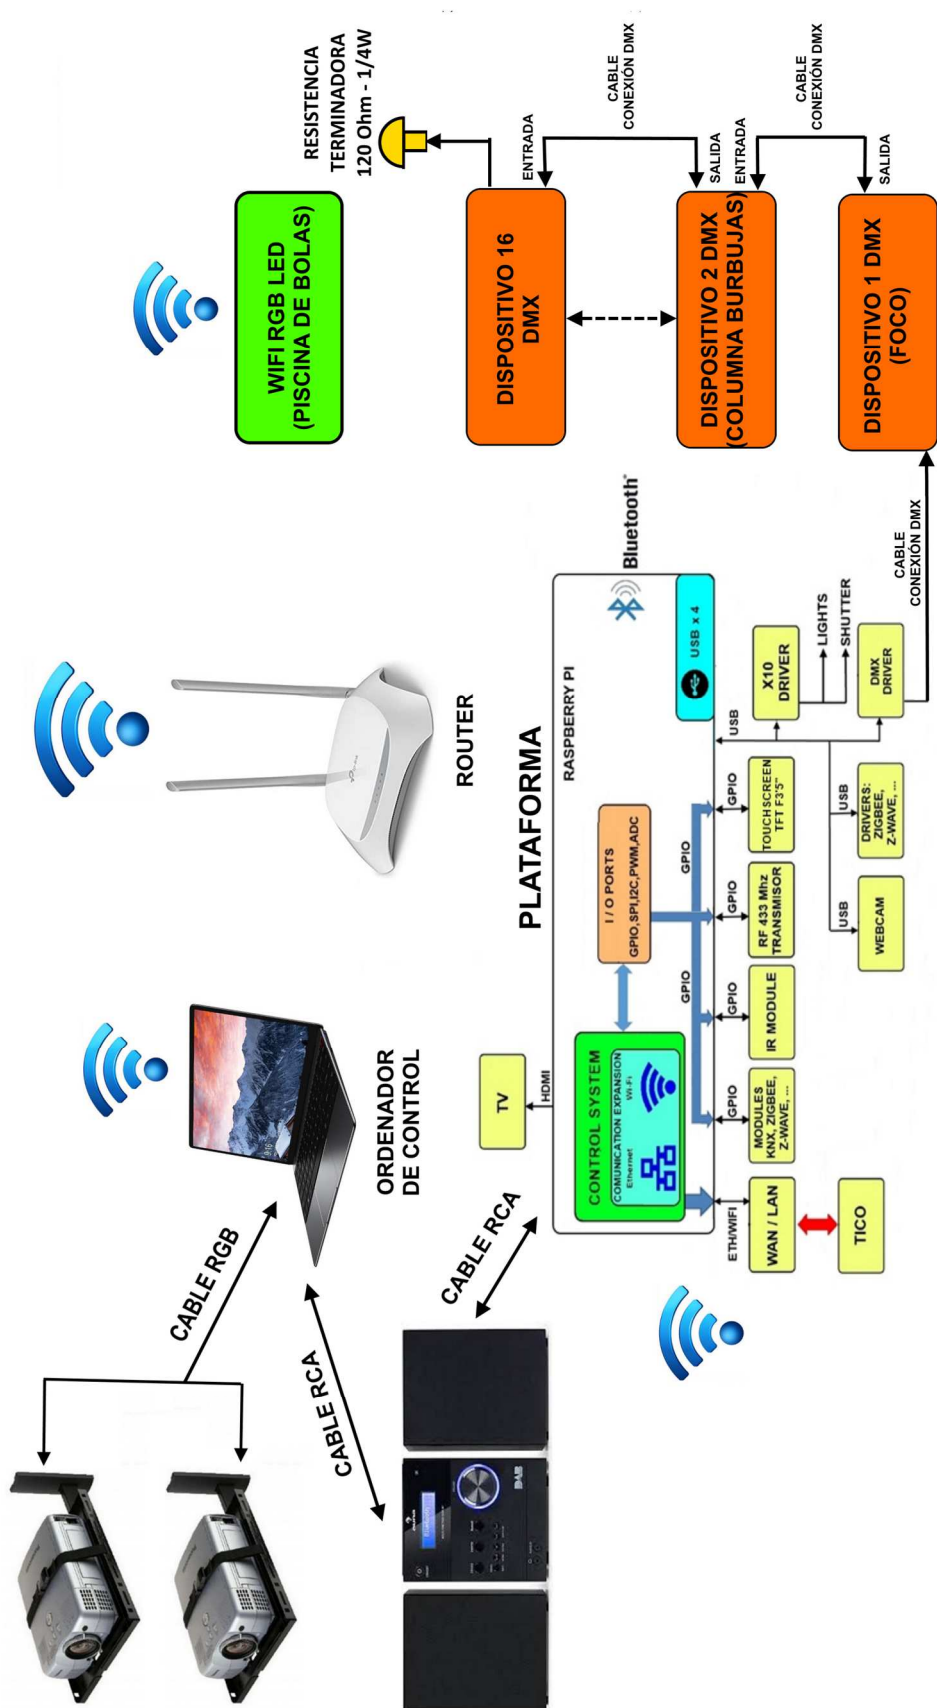 CABLE RGB
CABLE RCA
CABLE RCA
ORDENADOR
DE CONTROL
9:16
ROUTER
WIFI RGB LED
(PISCINA DE BOLAS)
RESISTENCIA
TERMINADORA
120 Ohm - 1/4W
PLATAFORMA
TV
HDMI
RASPBERRY PI
CONTROL SYSTEM
COMUNICATION EXPANSION
Ethernet
Wi-Fi
I / O PORTS
GPIO,SPI,I2C,PWM,ADC
GPIO
GPIO
USB x 4
Bluetooth
ETH/WIFI
GPIO
GPIO
GPIO
GPIO
USB
WAN / LAN
MODULES
KNX, ZIGBEE,
Z-WAVE, ...
IR MODULE
RF 433 Mhz
TRANSMISOR
TOUCHSCREEN
TFT F3'5"
X10
DRIVER
LIGHTS
SHUTTER
TICO
USB
USB
WEBCAM
DRIVERS:
ZIGBEE,
Z-WAVE, ...
DMX
DRIVER
CABLE
CONEXIÓN DMX
DISPOSITIVO 16
DMX
ENTRADA
CABLE
CONEXIÓN DMX
SALIDA
DISPOSITIVO 2 DMX
(COLUMNA BURBUJAS)
ENTRADA
CABLE
CONEXIÓN DMX
SALIDA
DISPOSITIVO 1 DMX
(FOCO)
DAB